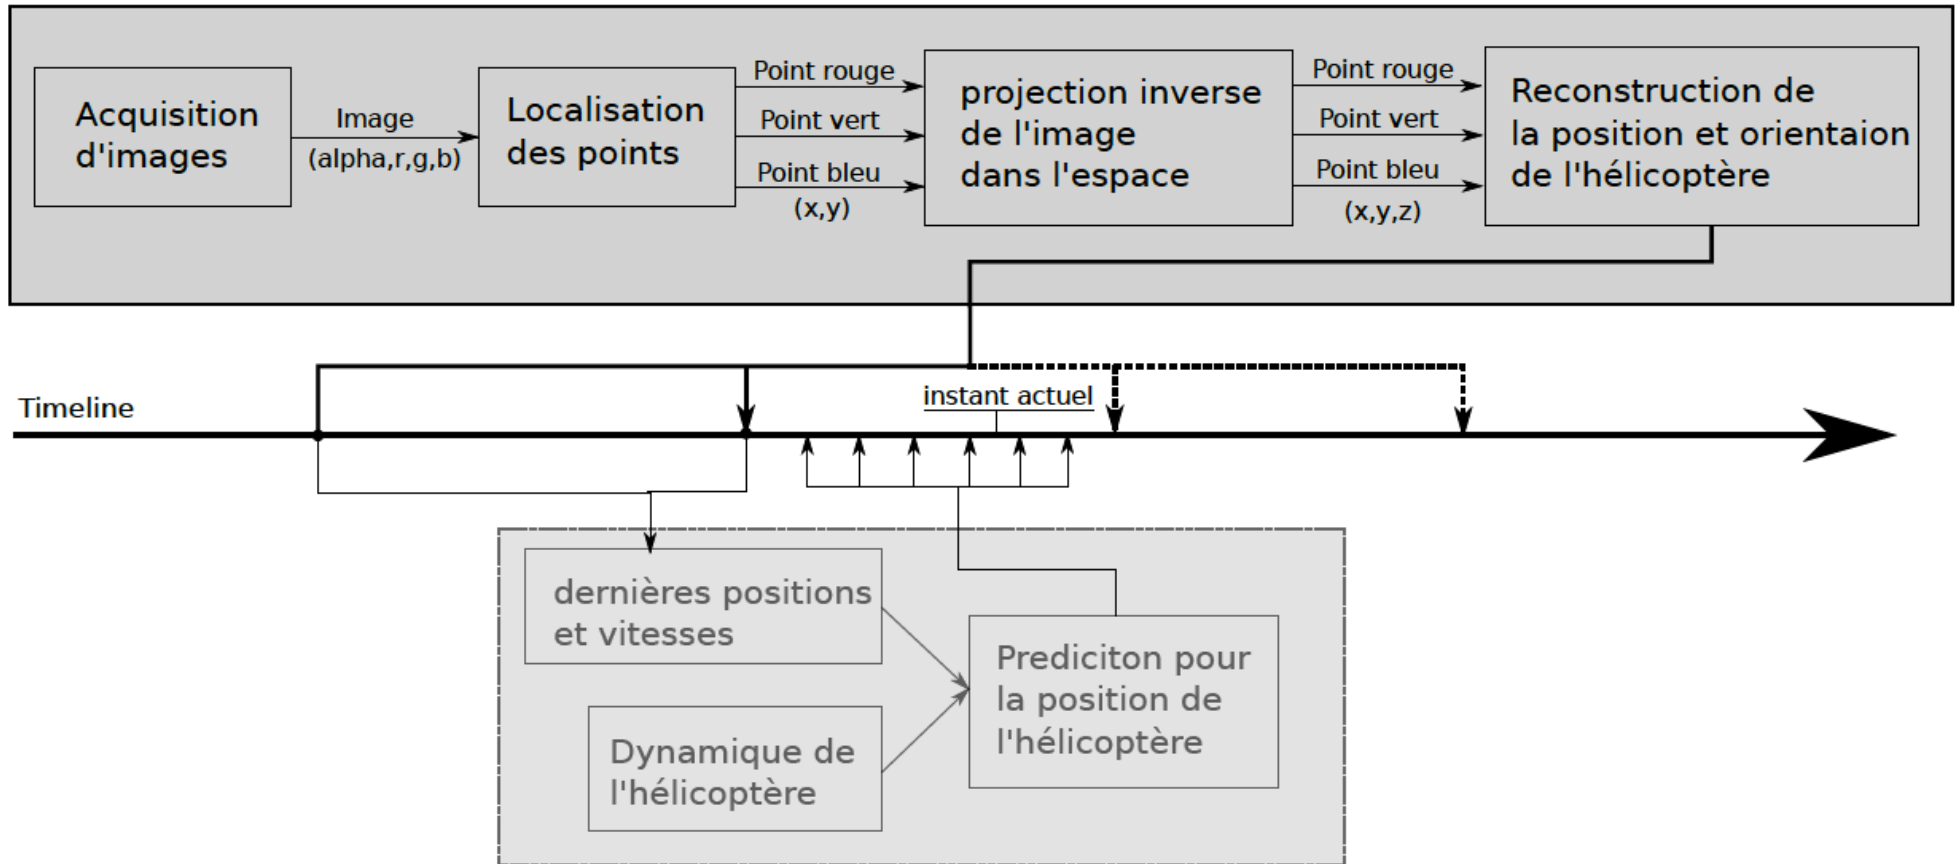 Acquisition
d'images
Image
(alpha,r,g,b)
Localisation
des points
Point rouge
Point vert
Point bleu
(x,y)
projection inverse
de l'image
dans l'espace
Point rouge
Point vert
Point bleu
(x,y,z)
Reconstruction de
la position et orientaion
de l'hélicoptère
Timeline
instant actuel
dernières positions
et vitesses
Dynamique de
l'hélicoptère
Prediciton pour
la position de
l'hélicoptère